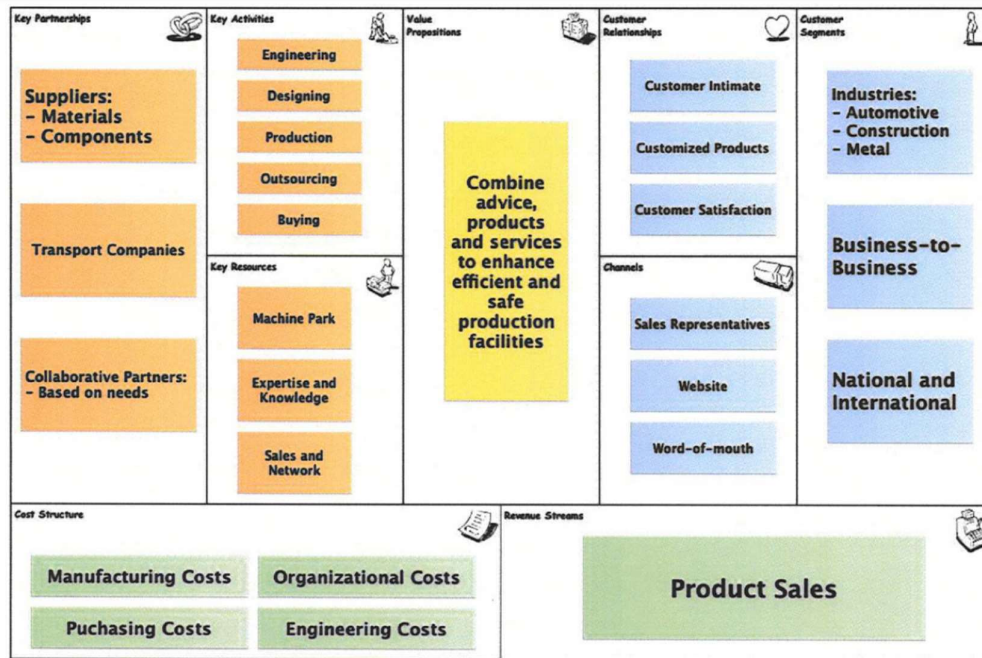 Key Partnerships
Suppliers:
- Materials
- Components
Transport Companies
Collaborative Partners:
- Based on needs
Key Activities
Engineering
Designing
Production
Outsourcing
Buying
Key Resources
Machine Park
Expertise and
Knowledge
Sales and
Network
Value
Propositions
Combine
advice,
products
and services
to enhance
efficient and
safe
production
facilities
Customer
Relationships
Customer Intimate
Customized Products
Customer Satisfaction
Channels
Sales Representatives
Website
Word-of-mouth
Customer
Segments
Industries:
- Automotive
- Construction
- Metal
Business-to-
Business
National and
International
Cost Structure
Manufacturing Costs
Organizational Costs
Puchasing Costs
Engineering Costs
Revenue Streams
Product Sales